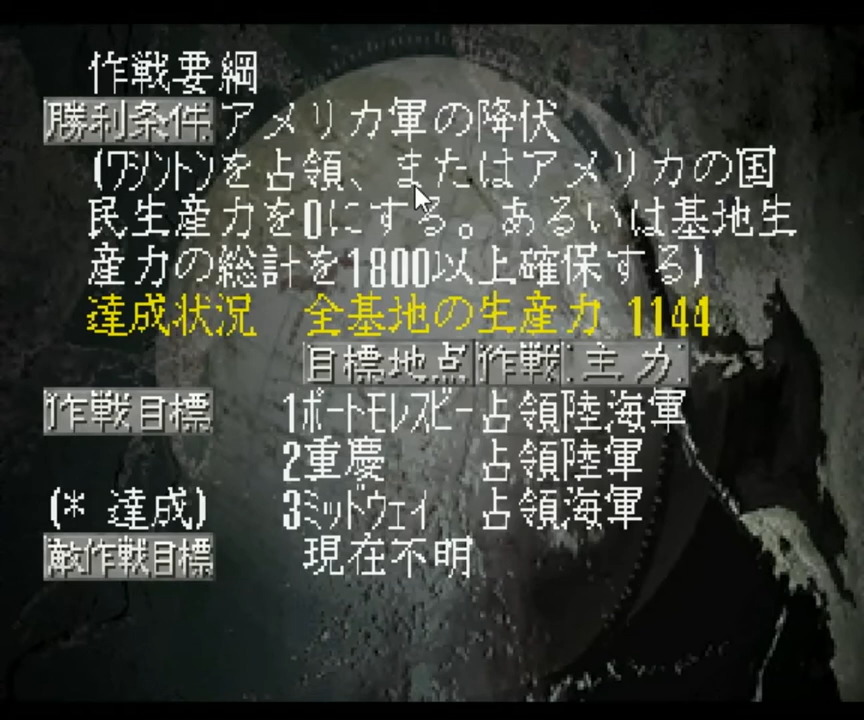 作戦要綱
勝利条件 アメリカ軍の降伏
(ワシントンを占領、またはアメリカの国
民生産力を0にする。あるいは基地生
産力の総計を1800以上確保する)
達成状況 全基地の生産力 1144
目標地点 作戦 主力
作戦目標 1ポートモレスビー占領陸海軍
2重慶 占領陸軍
(* 達成) 3ミッドウェイ 占領海軍
敵作戦目標 現在不明